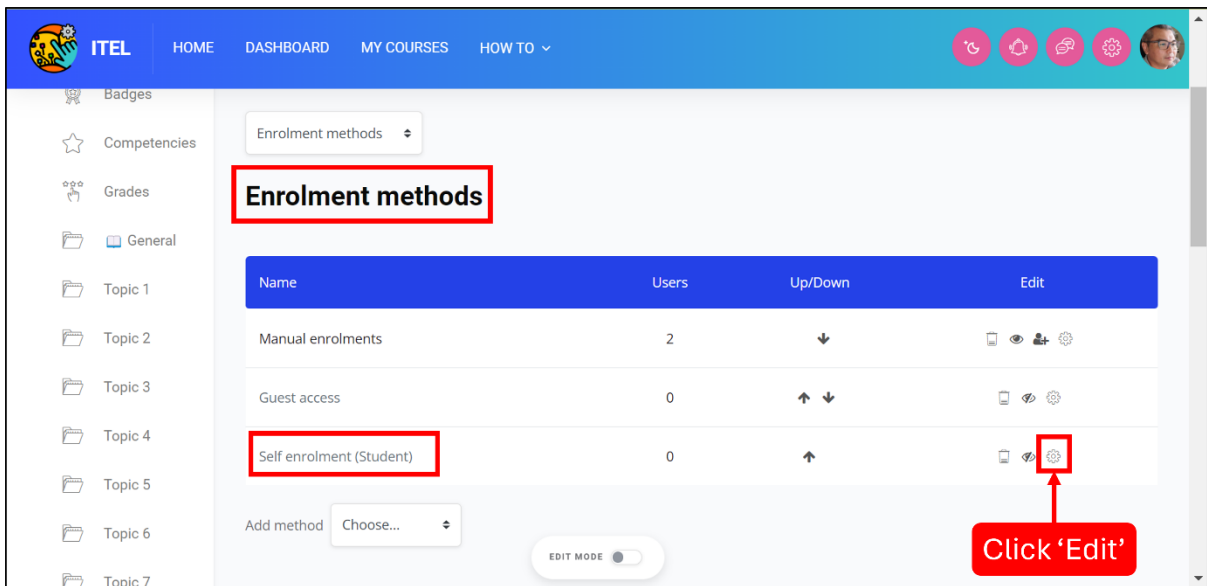 ITEL HOME DASHBOARD MY COURSES HOW TO
Badges
Competencies
Grades
General
Topic 1
Topic 2
Topic 3
Topic 4
Topic 5
Topic 6
Topic 7
Enrolment methods
Enrolment methods
Name Users Up/Down Edit
Manual enrolments 2
Guest access 0
Self enrolment (Student) 0
Add method Choose...
EDIT MODE
Click ‘Edit’